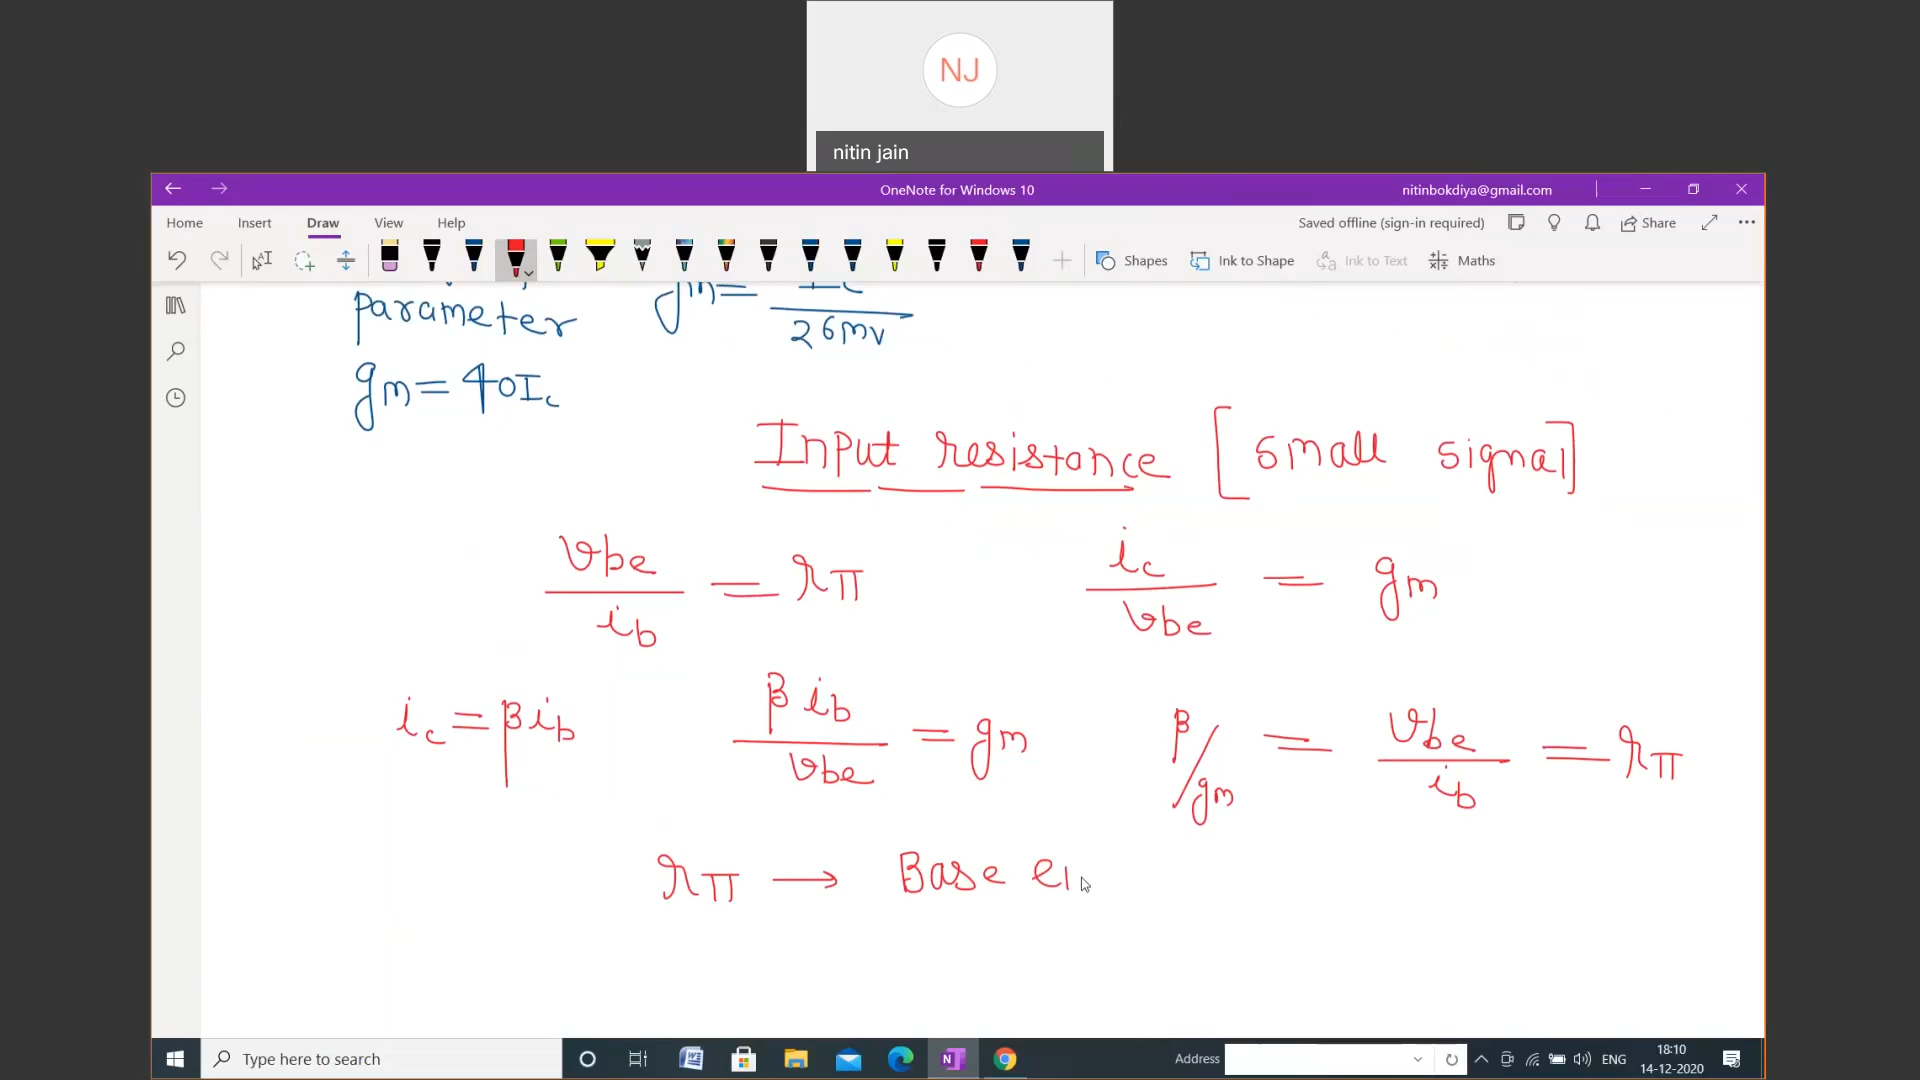 NJ
nitin jain
OneNote for Windows 10
nitinbokdiya@gmail.com
Home Insert Draw View Help
Saved offline (sign-in required) Share
Shapes Ink to Shape Ink to Text Maths
parameter gm = Ic / 26mv
gm = 40Ic
Input resistance [small signal]
vbe / ib = rπ ic / vbe = gm
ic = βib βib / vbe = gm β/gm = vbe / ib = rπ
rπ → Base
Type here to search
Address
ENG
18:10
14-12-2020